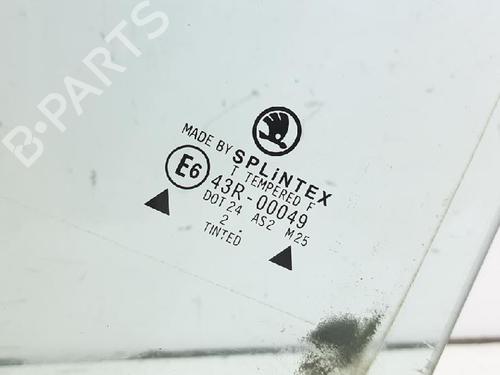 B·PARTS
MADE BY SPLiNTEX
T TEMPERED F
E6 43R-00049
DOT24 AS2 M25
2 .
TINTED